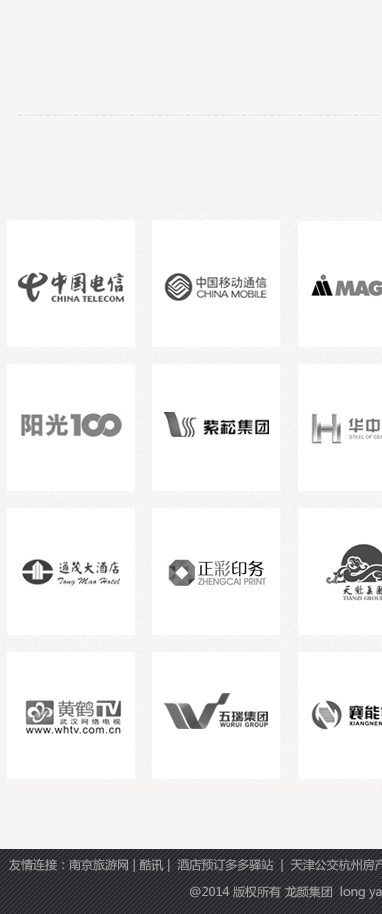 中国电信
CHINA TELECOM
中国移动通信
CHINA MOBILE
MAG
阳光100
紫菘集团
华中
STEEL OF CE
通茂大酒店
Tong Mao Hotel
正彩印务
ZHENGCAI PRINT
天魁集团
TIANZI GROU
黄鹤TV
武汉网络电视
www.whtv.com.cn
五瑞集团
WURUI GROUP
襄能
XIANGNEN
友情连接：南京旅游网 | 酷讯 | 酒店预订多多驿站 | 天津公交杭州房产
@2014 版权所有 龙颜集团 long ya